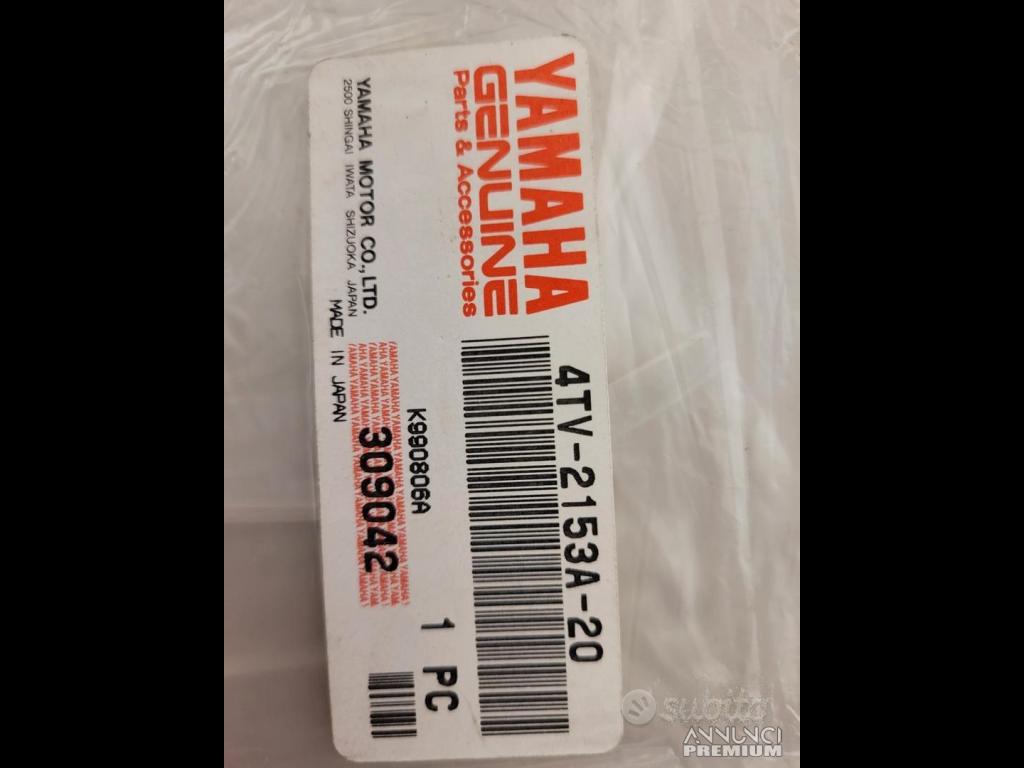 YAMAHA
GENUINE
Parts & Accessories
4TV-2153A-20
K990806A
1 PC
309042
YAMAHA MOTOR CO.,LTD.
2500 SHINGAI IWATA SHIZUOKA JAPAN
MADE IN JAPAN
subito
ANNUNCI
PREMIUM